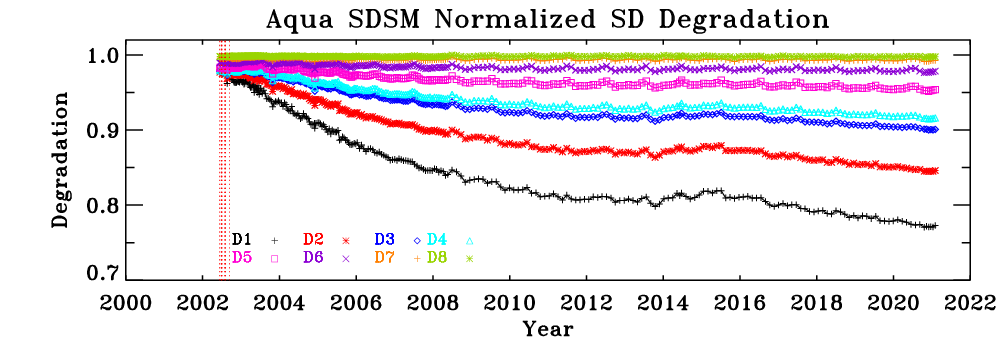 Aqua SDSM Normalized SD Degradation
1.0
0.9
0.8
0.7
Degradation
D1 D2 D3 D4
D5 D6 D7 D8
2000 2002 2004 2006 2008 2010 2012 2014 2016 2018 2020 2022
Year